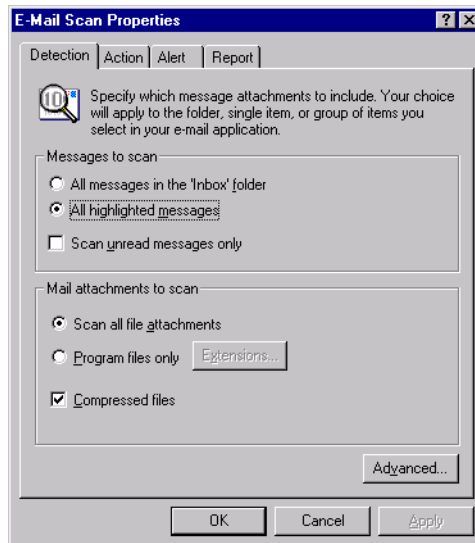 E-Mail Scan Properties
Detection Action Alert Report
Specify which message attachments to include. Your choice
will apply to the folder, single item, or group of items you
select in your e-mail application.
Messages to scan
All messages in the 'Inbox' folder
All highlighted messages
Scan unread messages only
Mail attachments to scan
Scan all file attachments
Program files only Extensions...
Compressed files
Advanced...
OK Cancel Apply